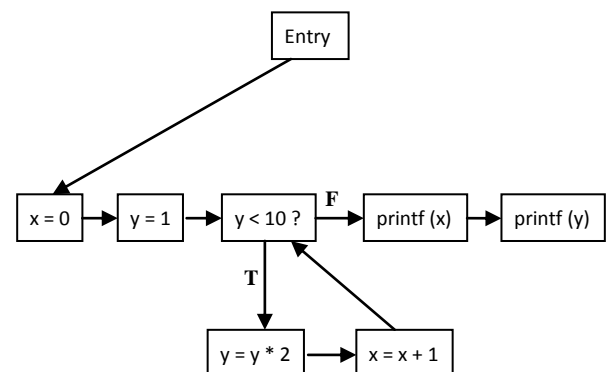 Entry
x = 0
y = 1
y < 10 ?
F
printf (x)
printf (y)
T
y = y * 2
x = x + 1